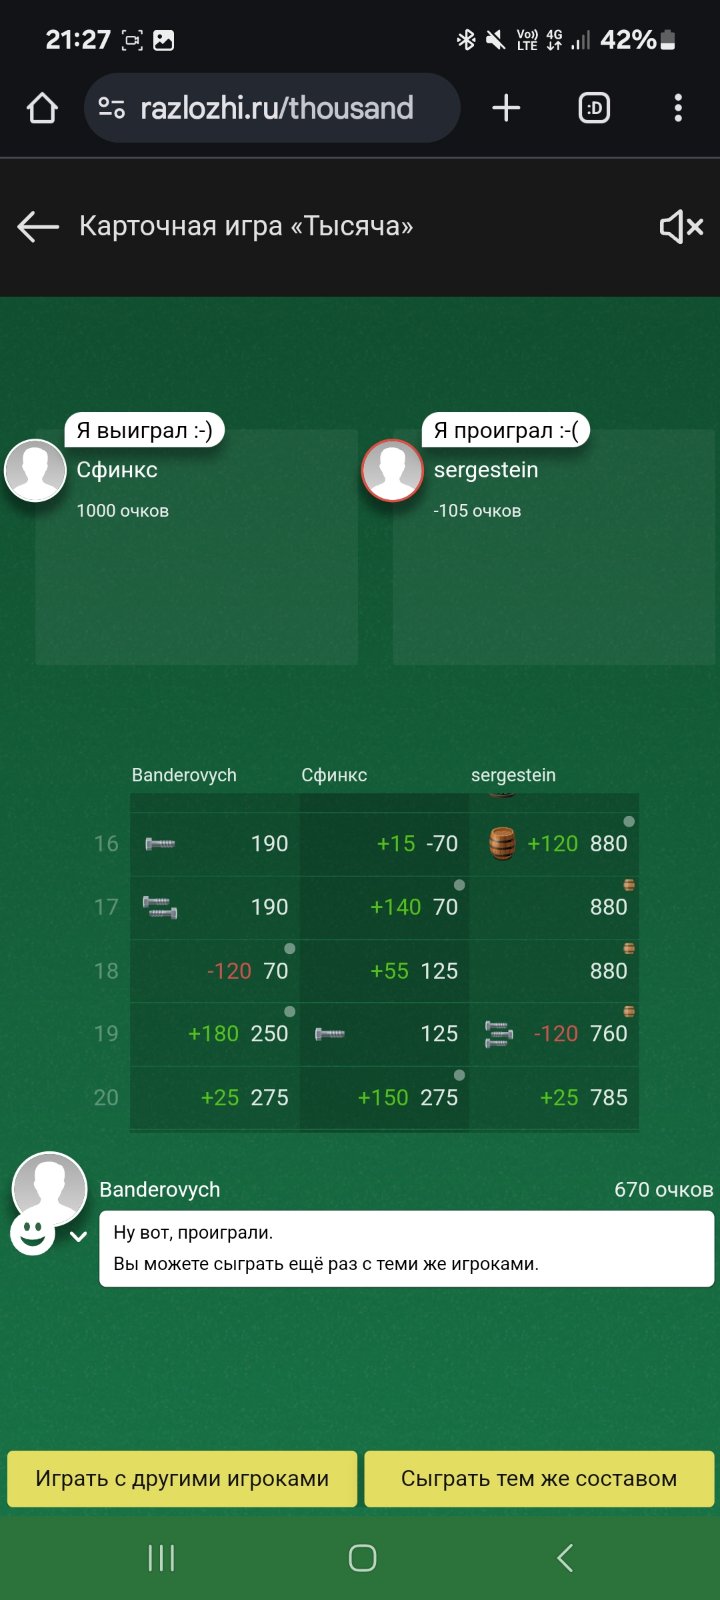 21:27
Vo)) LTE 4G 42%
razlozhi.ru/thousand
:D
Карточная игра «Тысяча»
Я выиграл :-)
Я проиграл :-(
Сфинкс
sergestein
1000 очков
-105 очков
Banderovych Сфинкс sergestein
16 190 +15 -70 +120 880
17 190 +140 70 880
18 -120 70 +55 125 880
19 +180 250 125 -120 760
20 +25 275 +150 275 +25 785
Banderovych 670 очков
Ну вот, проиграли.
Вы можете сыграть ещё раз с теми же игроками.
Играть с другими игроками Сыграть тем же составом